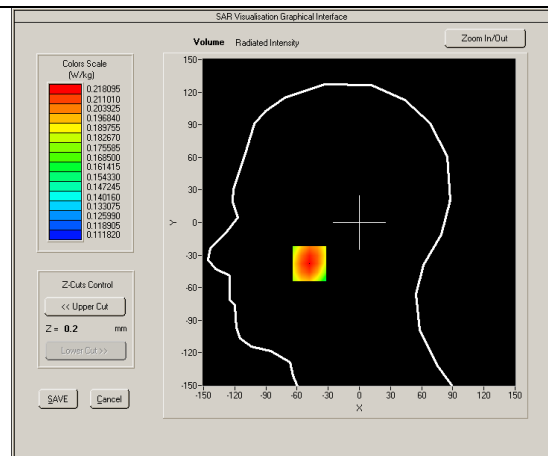 SAR Visualisation Graphical Interface
Volume Radiated Intensity
Zoom In/Out
Colors Scale
(W/kg)
0.218095
0.211010
0.203925
0.196840
0.189755
0.182670
0.175585
0.168500
0.161415
0.154330
0.147245
0.140160
0.133075
0.125990
0.118905
0.111820
Z-Cuts Control
<< Upper Cut
Z = 0.2 mm
Lower Cut >>
SAVE Cancel
150-
120-
90-
60-
30-
0-
-30-
-60-
-90-
-120-
-150-
Y
-150 -120 -90 -60 -30 0 30 60 90 120 150
X